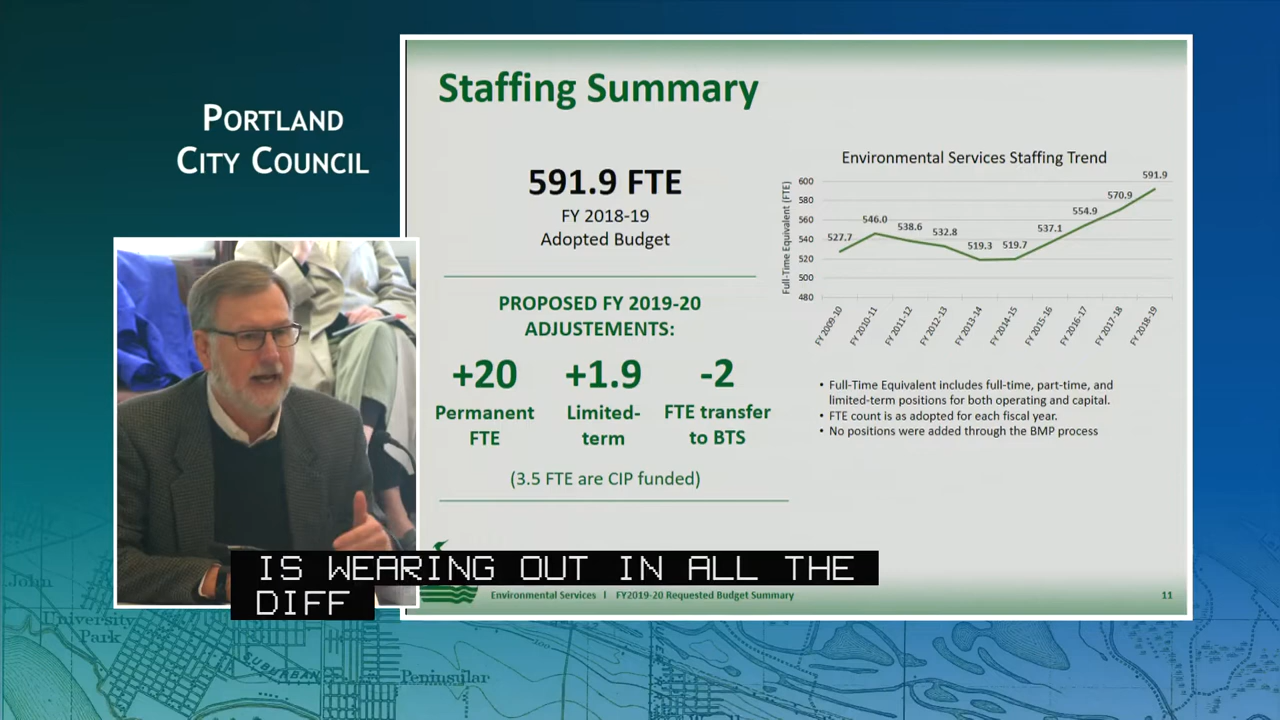 PORTLAND
CITY COUNCIL
Staffing Summary
591.9 FTE
FY 2018-19
Adopted Budget
PROPOSED FY 2019-20
ADJUSTEMENTS:
+20
Permanent
FTE
+1.9
Limited-
term
-2
FTE transfer
to BTS
(3.5 FTE are CIP funded)
Environmental Services Staffing Trend
Full-Time Equivalent (FTE)
600
580
560
540
520
500
480
527.7
546.0
538.6
532.8
519.3
519.7
537.1
554.9
570.9
591.9
FY 2009-10
FY 2010-11
FY 2011-12
FY 2012-13
FY 2013-14
FY 2014-15
FY 2015-16
FY 2016-17
FY 2017-18
FY 2018-19
• Full-Time Equivalent includes full-time, part-time, and
limited-term positions for both operating and capital.
• FTE count is as adopted for each fiscal year.
• No positions were added through the BMP process
IS WEARING OUT IN ALL THE
DIFF
Environmental Services | FY2019-20 Requested Budget Summary
11
John
University
Park
SUBURBAN
Peninsular